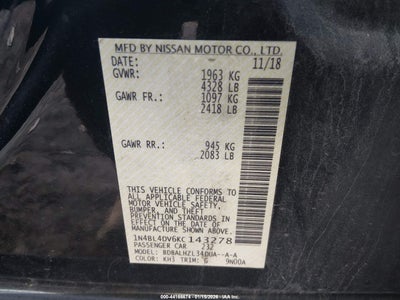 MFD BY NISSAN MOTOR CO., LTD.
DATE: 11/18
GVWR: 1963 KG
4328 LB
GAWR FR.: 1097 KG
2418 LB
GAWR RR.: 945 KG
2083 LB
THIS VEHICLE CONFORMS TO
ALL APPLICABLE FEDERAL
MOTOR VEHICLE SAFETY,
BUMPER, AND THEFT
PREVENTION STANDARDS
IN EFFECT ON THE DATE OF
MANUFACTURE SHOWN ABOVE
1N4BL4DV6KC143278
PASSENGER CAR 232
MODEL: BDBALHZL34DUA--A-A
COLOR: KH3 TRIM: G 9N00A
000-44188874 - 01/15/2026 -